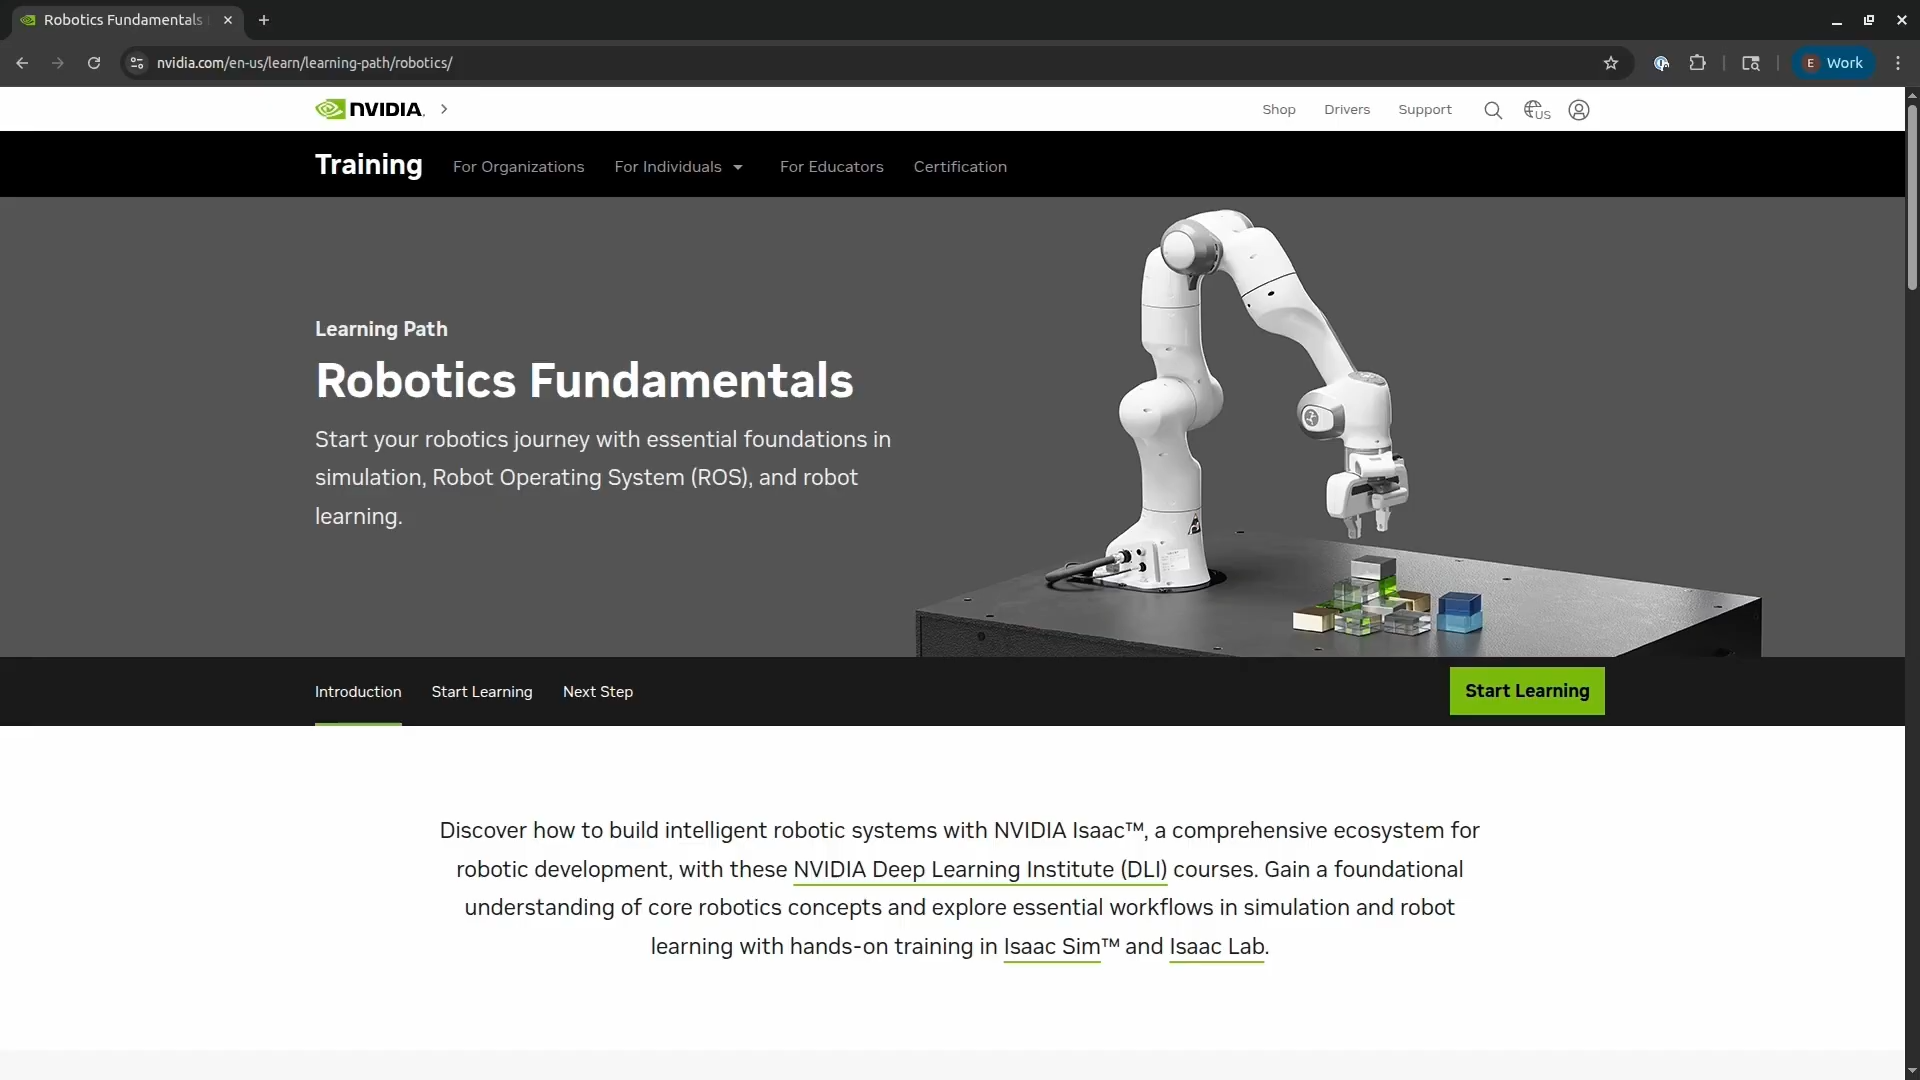 Robotics Fundamentals
nvidia.com/en-us/learn/learning-path/robotics/
E Work
NVIDIA.
Shop Drivers Support US
Training For Organizations For Individuals For Educators Certification
Learning Path
Robotics Fundamentals
Start your robotics journey with essential foundations in
simulation, Robot Operating System (ROS), and robot
learning.
Introduction Start Learning Next Step Start Learning
Discover how to build intelligent robotic systems with NVIDIA Isaac™, a comprehensive ecosystem for
robotic development, with these NVIDIA Deep Learning Institute (DLI) courses. Gain a foundational
understanding of core robotics concepts and explore essential workflows in simulation and robot
learning with hands-on training in Isaac Sim™ and Isaac Lab.